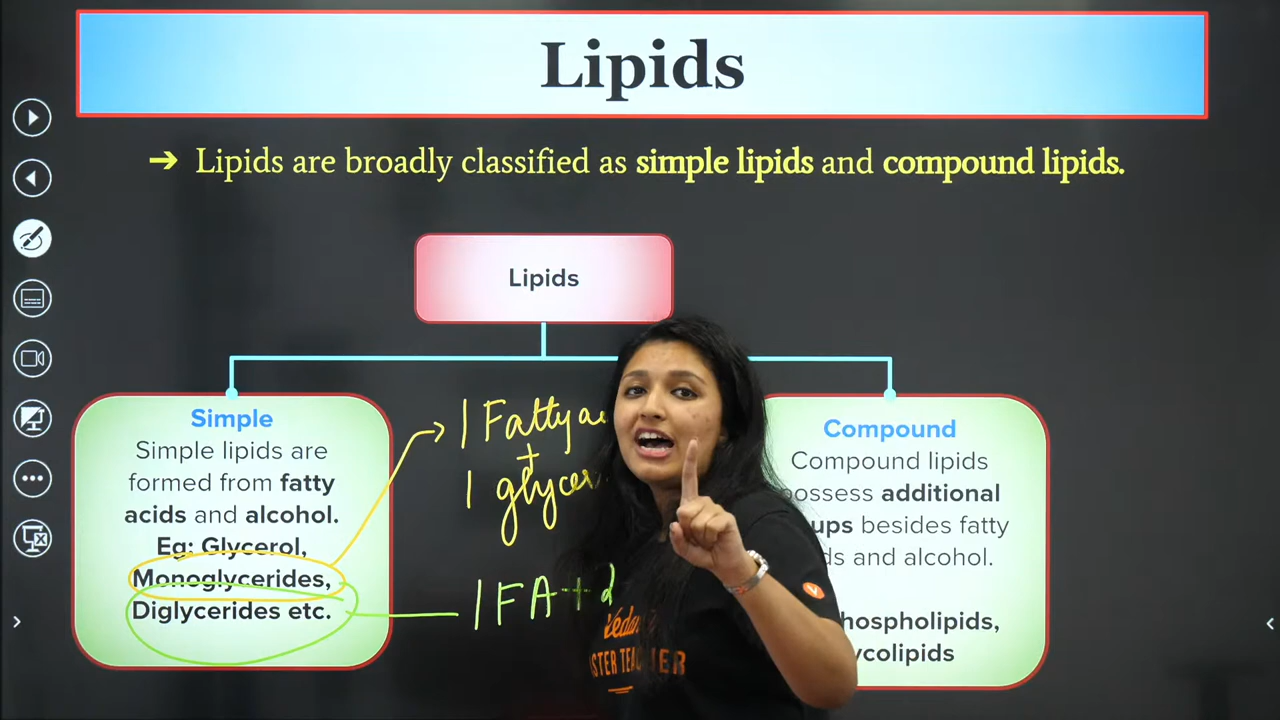 Lipids
➔ Lipids are broadly classified as simple lipids and compound lipids.
Lipids
Simple
Simple lipids are
formed from fatty
acids and alcohol.
Eg: Glycerol,
Monoglycerides,
Diglycerides etc.
1 Fatty
+
1
1 FA +
Compound
Compound lipids
possess additional
besides fatty
and alcohol.